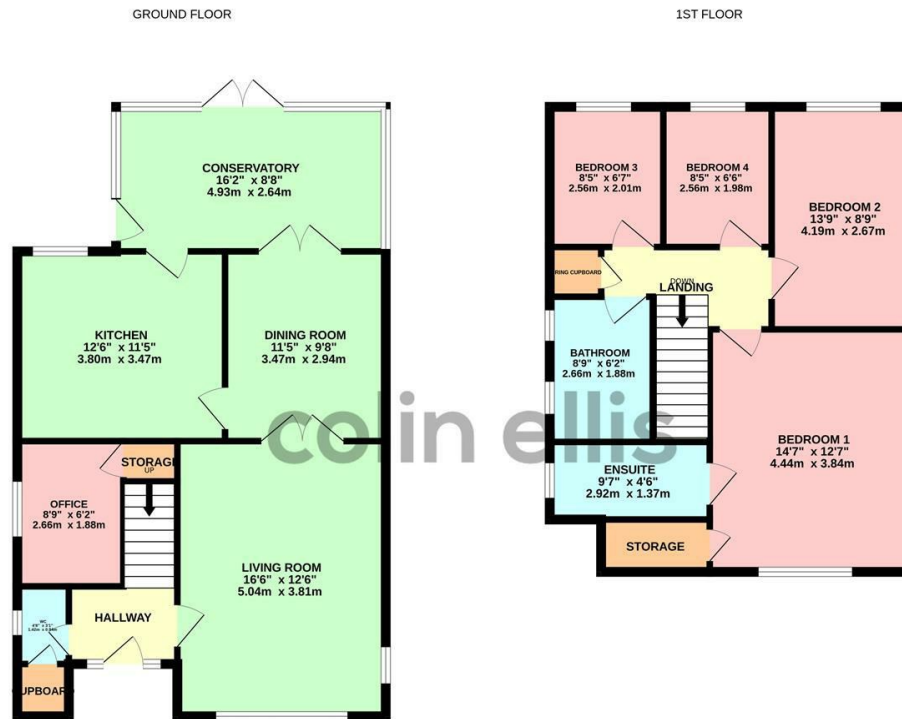 GROUND FLOOR
1ST FLOOR
CONSERVATORY
16'2" x 8'8"
4.93m x 2.64m
KITCHEN
12'6" x 11'5"
3.80m x 3.47m
DINING ROOM
11'5" x 9'8"
3.47m x 2.94m
STORAGE
UP
OFFICE
8'9" x 6'2"
2.66m x 1.88m
LIVING ROOM
16'6" x 12'6"
5.04m x 3.81m
HALLWAY
WC
CUPBOARD
BEDROOM 3
8'5" x 6'7"
2.56m x 2.01m
BEDROOM 4
8'5" x 6'6"
2.56m x 1.98m
BEDROOM 2
13'9" x 8'9"
4.19m x 2.67m
RING CUPBOARD
DOWN
LANDING
BATHROOM
8'9" x 6'2"
2.66m x 1.88m
BEDROOM 1
14'7" x 12'7"
4.44m x 3.84m
ENSUITE
9'7" x 4'6"
2.92m x 1.37m
STORAGE
colin ellis